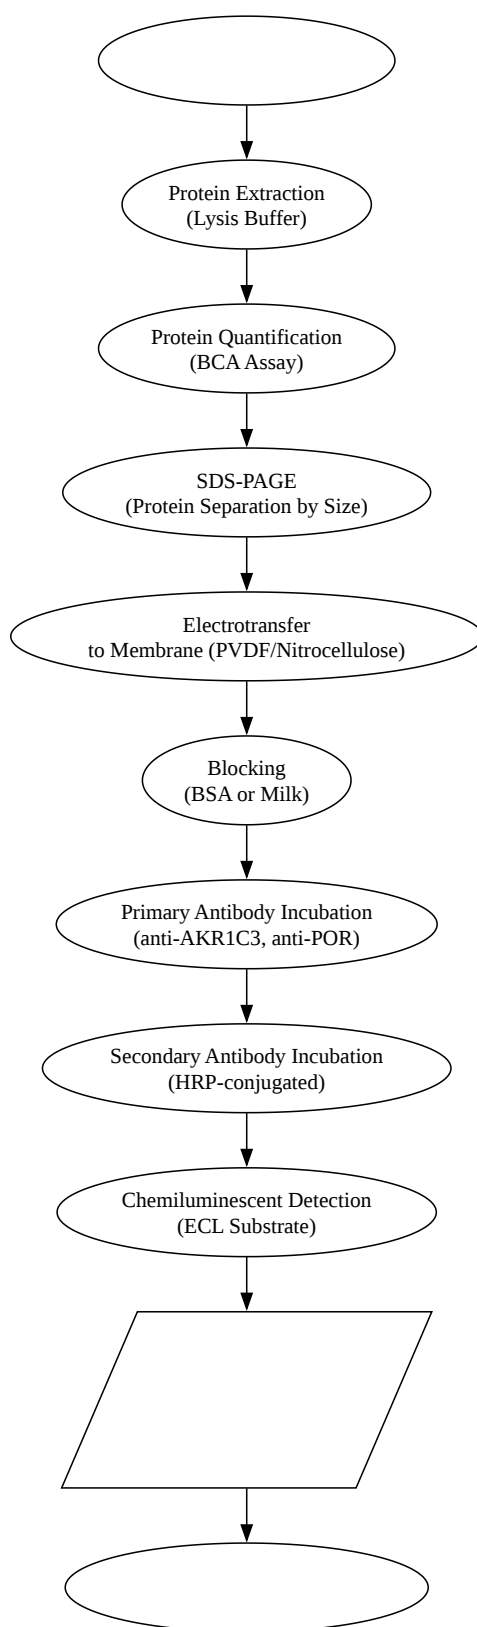 Protein Extraction
(Lysis Buffer)
Protein Quantification
(BCA Assay)
SDS-PAGE
(Protein Separation by Size)
Electrotransfer
to Membrane (PVDF/Nitrocellulose)
Blocking
(BSA or Milk)
Primary Antibody Incubation
(anti-AKR1C3, anti-POR)
Secondary Antibody Incubation
(HRP-conjugated)
Chemiluminescent Detection
(ECL Substrate)